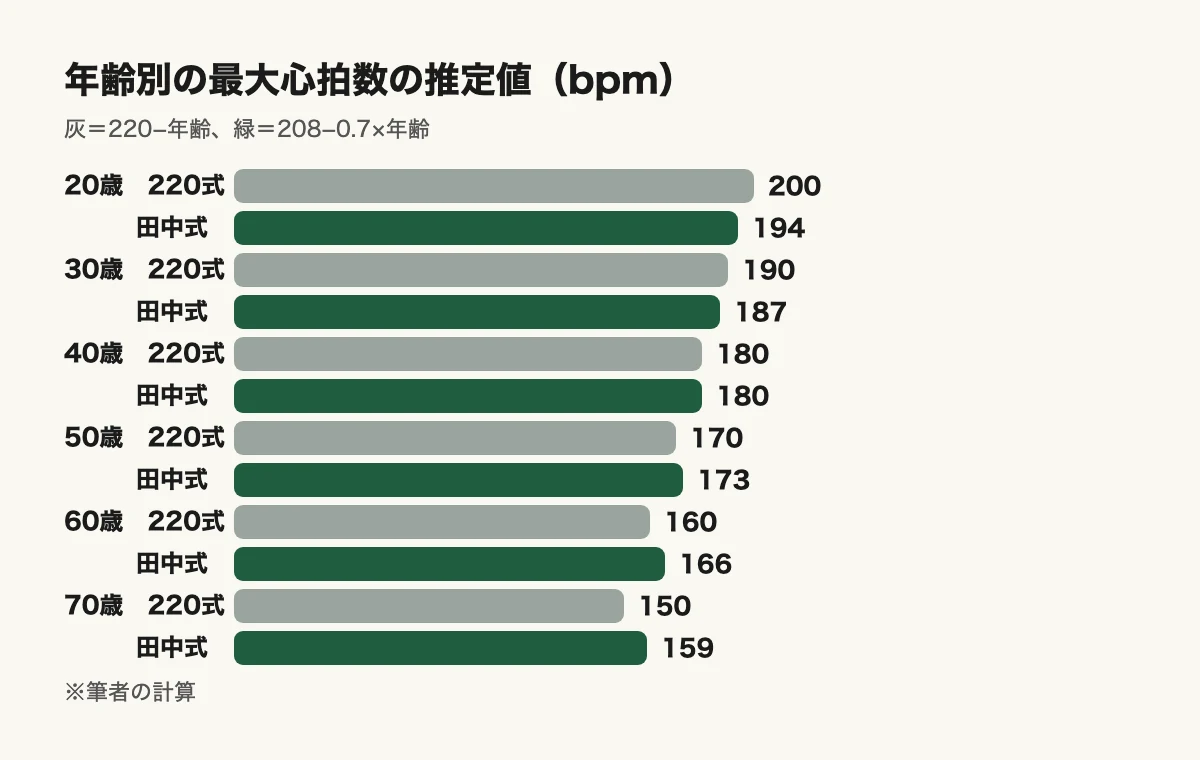 年齢別の最大心拍数の推定値（bpm）
灰＝220−年齢、緑＝208−0.7×年齢
20歳　220式 200
田中式 194
30歳　220式 190
田中式 187
40歳　220式 180
田中式 180
50歳　220式 170
田中式 173
60歳　220式 160
田中式 166
70歳　220式 150
田中式 159
※筆者の計算